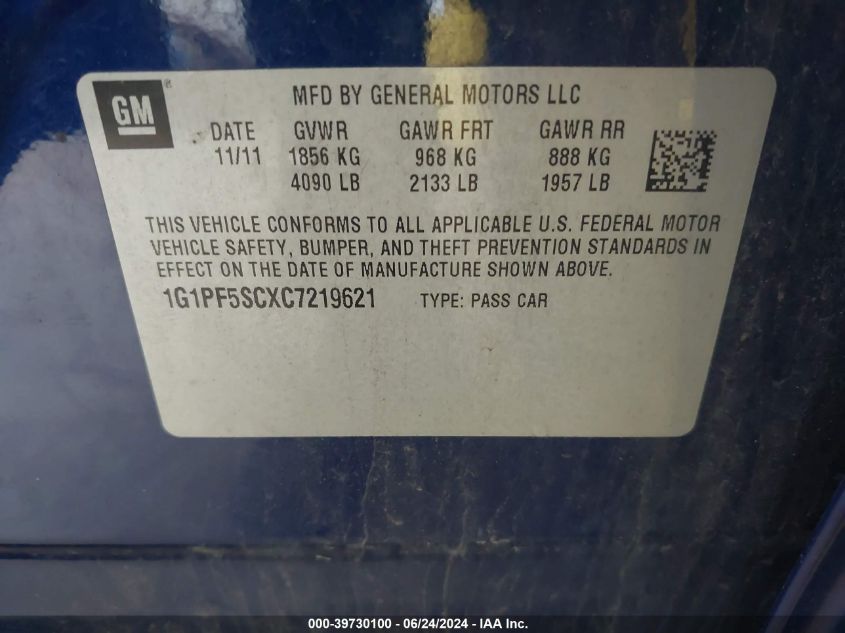 GM®
MFD BY GENERAL MOTORS LLC
DATE GVWR GAWR FRT GAWR RR
11/11 1856 KG 968 KG 888 KG
4090 LB 2133 LB 1957 LB
THIS VEHICLE CONFORMS TO ALL APPLICABLE U.S. FEDERAL MOTOR
VEHICLE SAFETY, BUMPER, AND THEFT PREVENTION STANDARDS IN
EFFECT ON THE DATE OF MANUFACTURE SHOWN ABOVE.
1G1PF5SCXC7219621 TYPE: PASS CAR
000-39730100 - 06/24/2024 - IAA Inc.